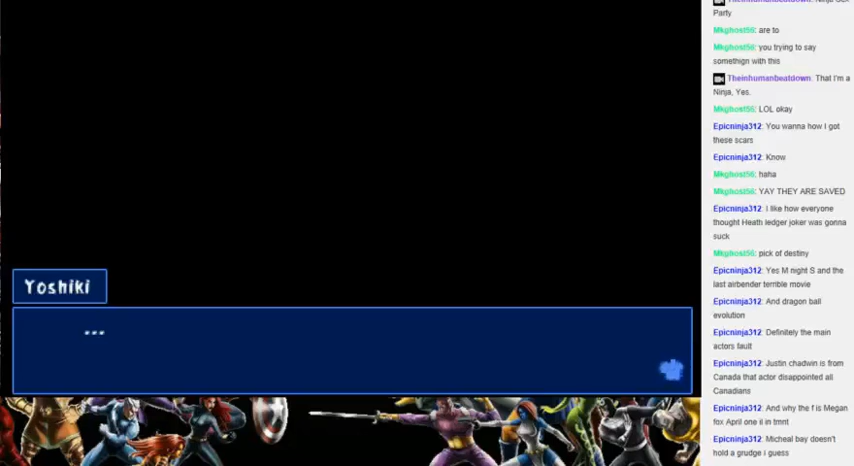 Theinhumanbeatdown: Ninja Sex
Party
Mkghost56: are to
Mkghost56: you trying to say
somethign with this
Theinhumanbeatdown: That I'm a
Ninja, Yes.
Mkghost56: LOL okay
Epicninja312: You wanna how I got
these scars
Epicninja312: Know
Mkghost56: haha
Mkghost56: YAY THEY ARE SAVED
Epicninja312: I like how everyone
thought Heath ledger joker was gonna
suck
Mkghost56: pick of destiny
Epicninja312: Yes M night S and the
last airbender terrible movie
Epicninja312: And dragon ball
evolution
Epicninja312: Definitely the main
actors fault
Epicninja312: Justin chadwin is from
Canada that actor disappointed all
Canadians
Epicninja312: And why the f is Megan
fox April one ii in tmnt
Epicninja312: Micheal bay doesn't
hold a grudge i guess
Yoshiki
...